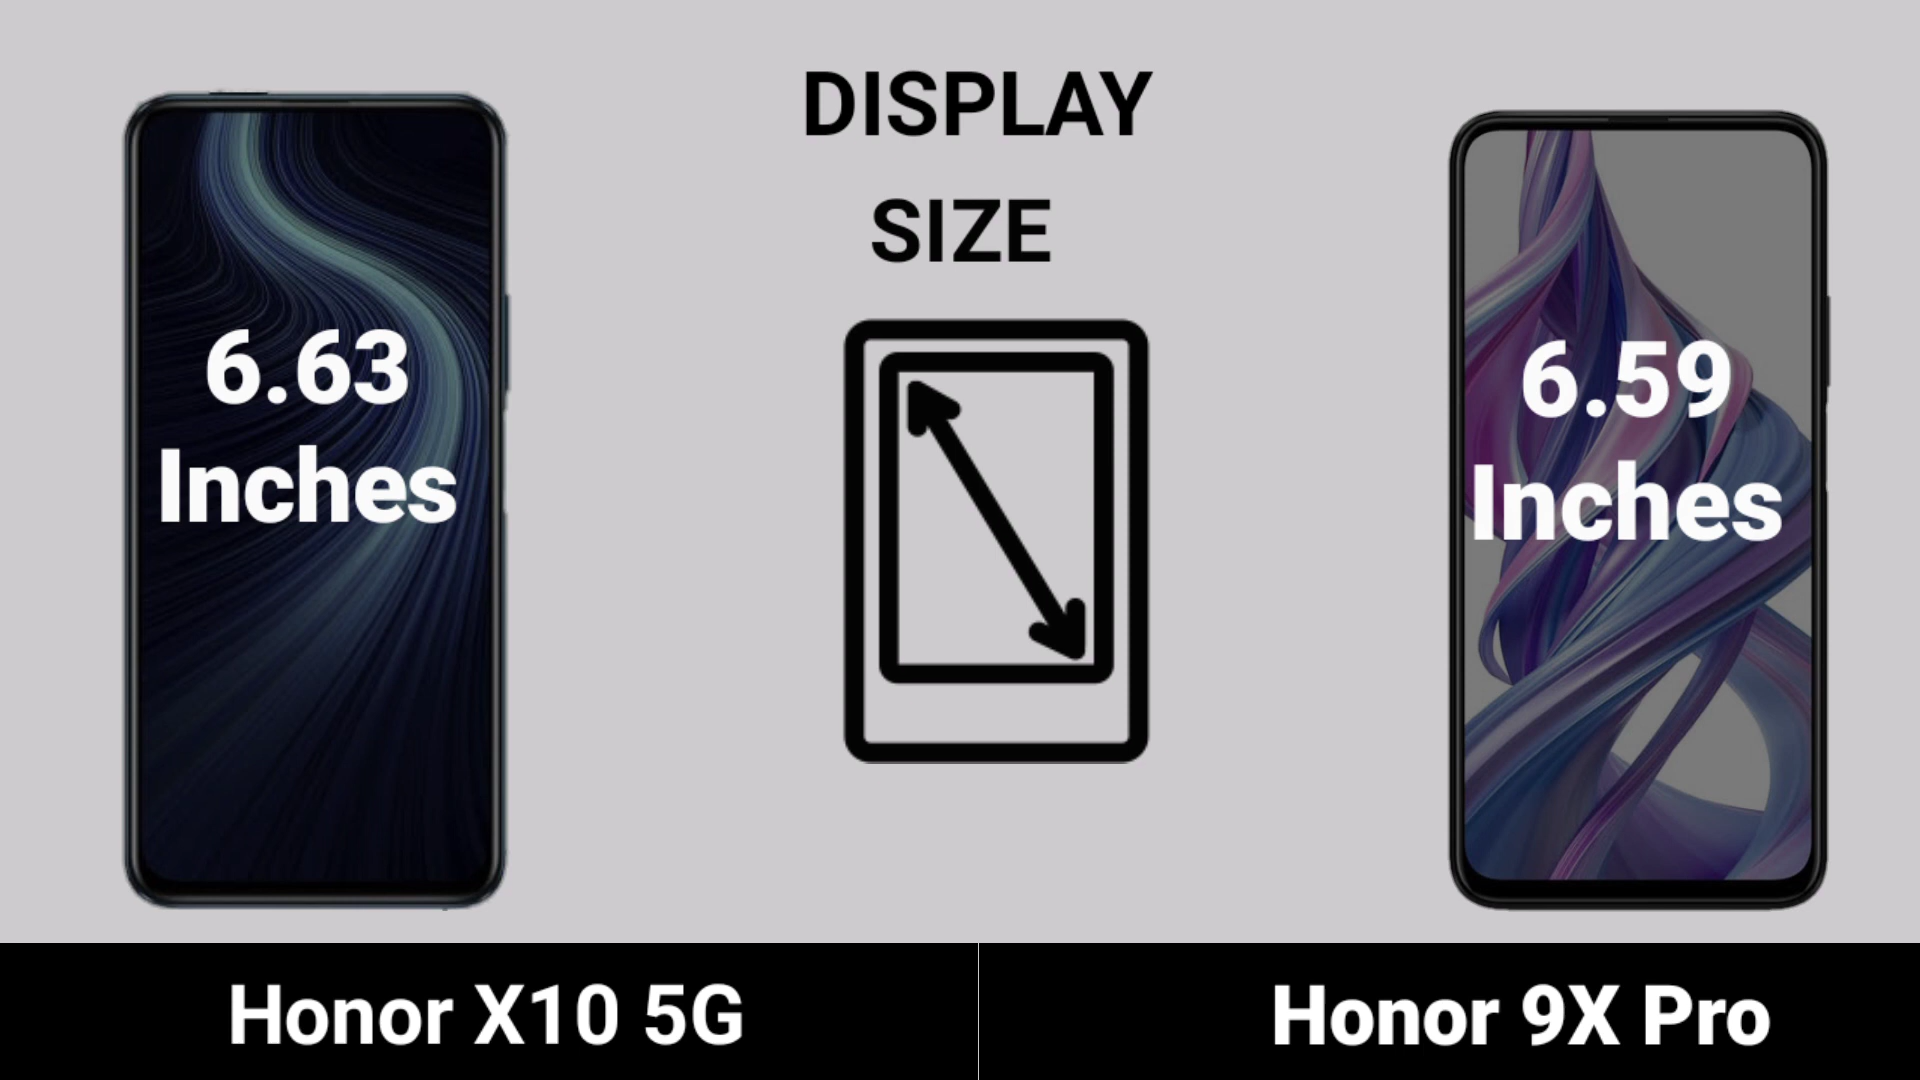 DISPLAY
SIZE
6.63
Inches
6.59
Inches
Honor X10 5G
Honor 9X Pro